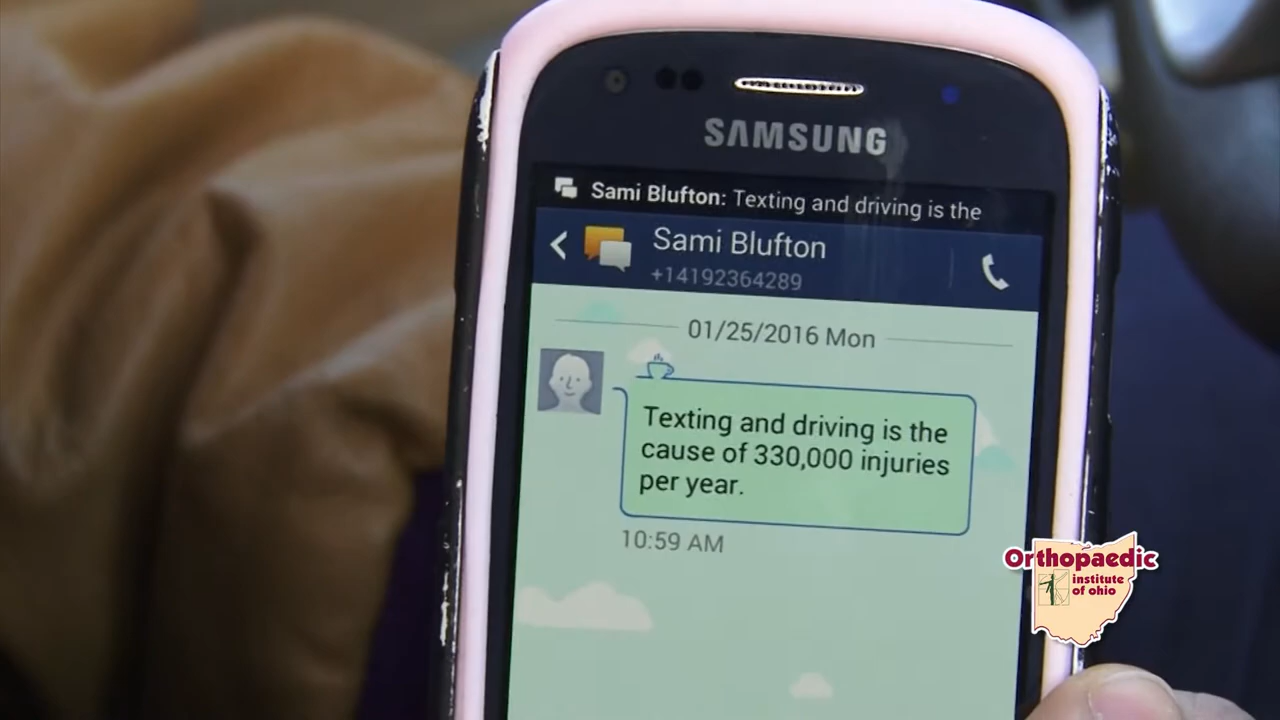 SAMSUNG
Sami Blufton: Texting and driving is the
Sami Blufton
+14192364289
01/25/2016 Mon
Texting and driving is the
cause of 330,000 injuries
per year.
10:59 AM
Orthopaedic
institute
of ohio